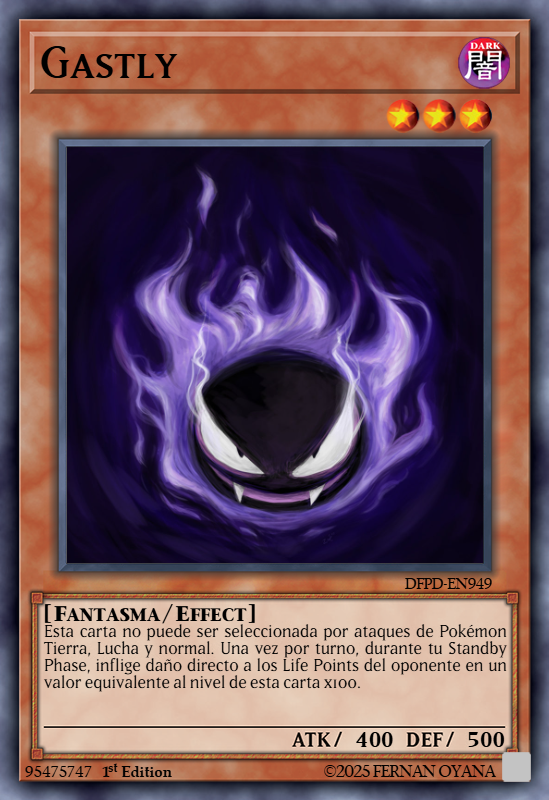 Gastly
DARK
闇
DFPD-EN949
[Fantasma/Effect]
Esta carta no puede ser seleccionada por ataques de Pokémon
Tierra, Lucha y normal. Una vez por turno, durante tu Standby
Phase, inflige daño directo a los Life Points del oponente en un
valor equivalente al nivel de esta carta x100.
ATK/ 400 DEF/ 500
95475747 1st Edition ©2025 FERNAN OYANA